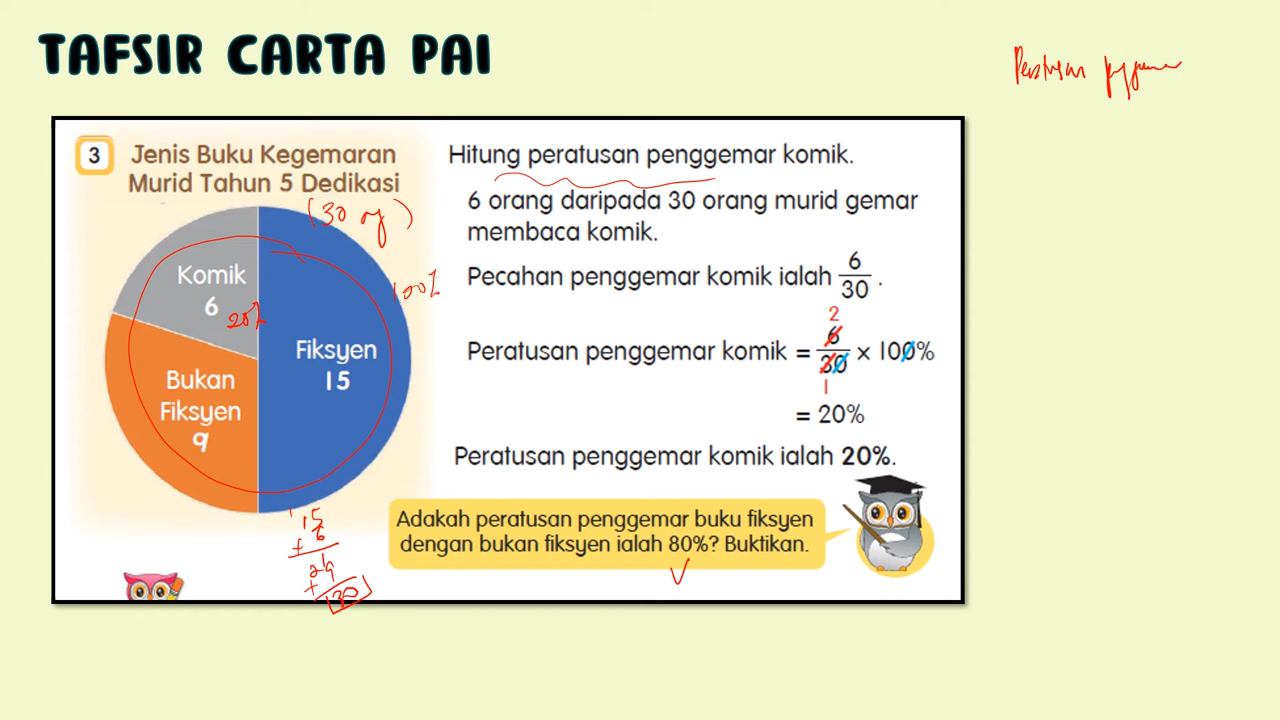 TAFSIR CARTA PAI
Peratusan
3
Jenis Buku Kegemaran
Murid Tahun 5 Dedikasi
(30 org)
Komik
6
20%
100%
Fiksyen
15
Bukan
Fiksyen
9
1
15
+ 6
21
+ 9
30
Hitung peratusan penggemar komik.
6 orang daripada 30 orang murid gemar
membaca komik.
Pecahan penggemar komik ialah 6/30.
2
Peratusan penggemar komik = 6/30 × 100%
1
= 20%
Peratusan penggemar komik ialah 20%.
Adakah peratusan penggemar buku fiksyen
dengan bukan fiksyen ialah 80%? Buktikan.